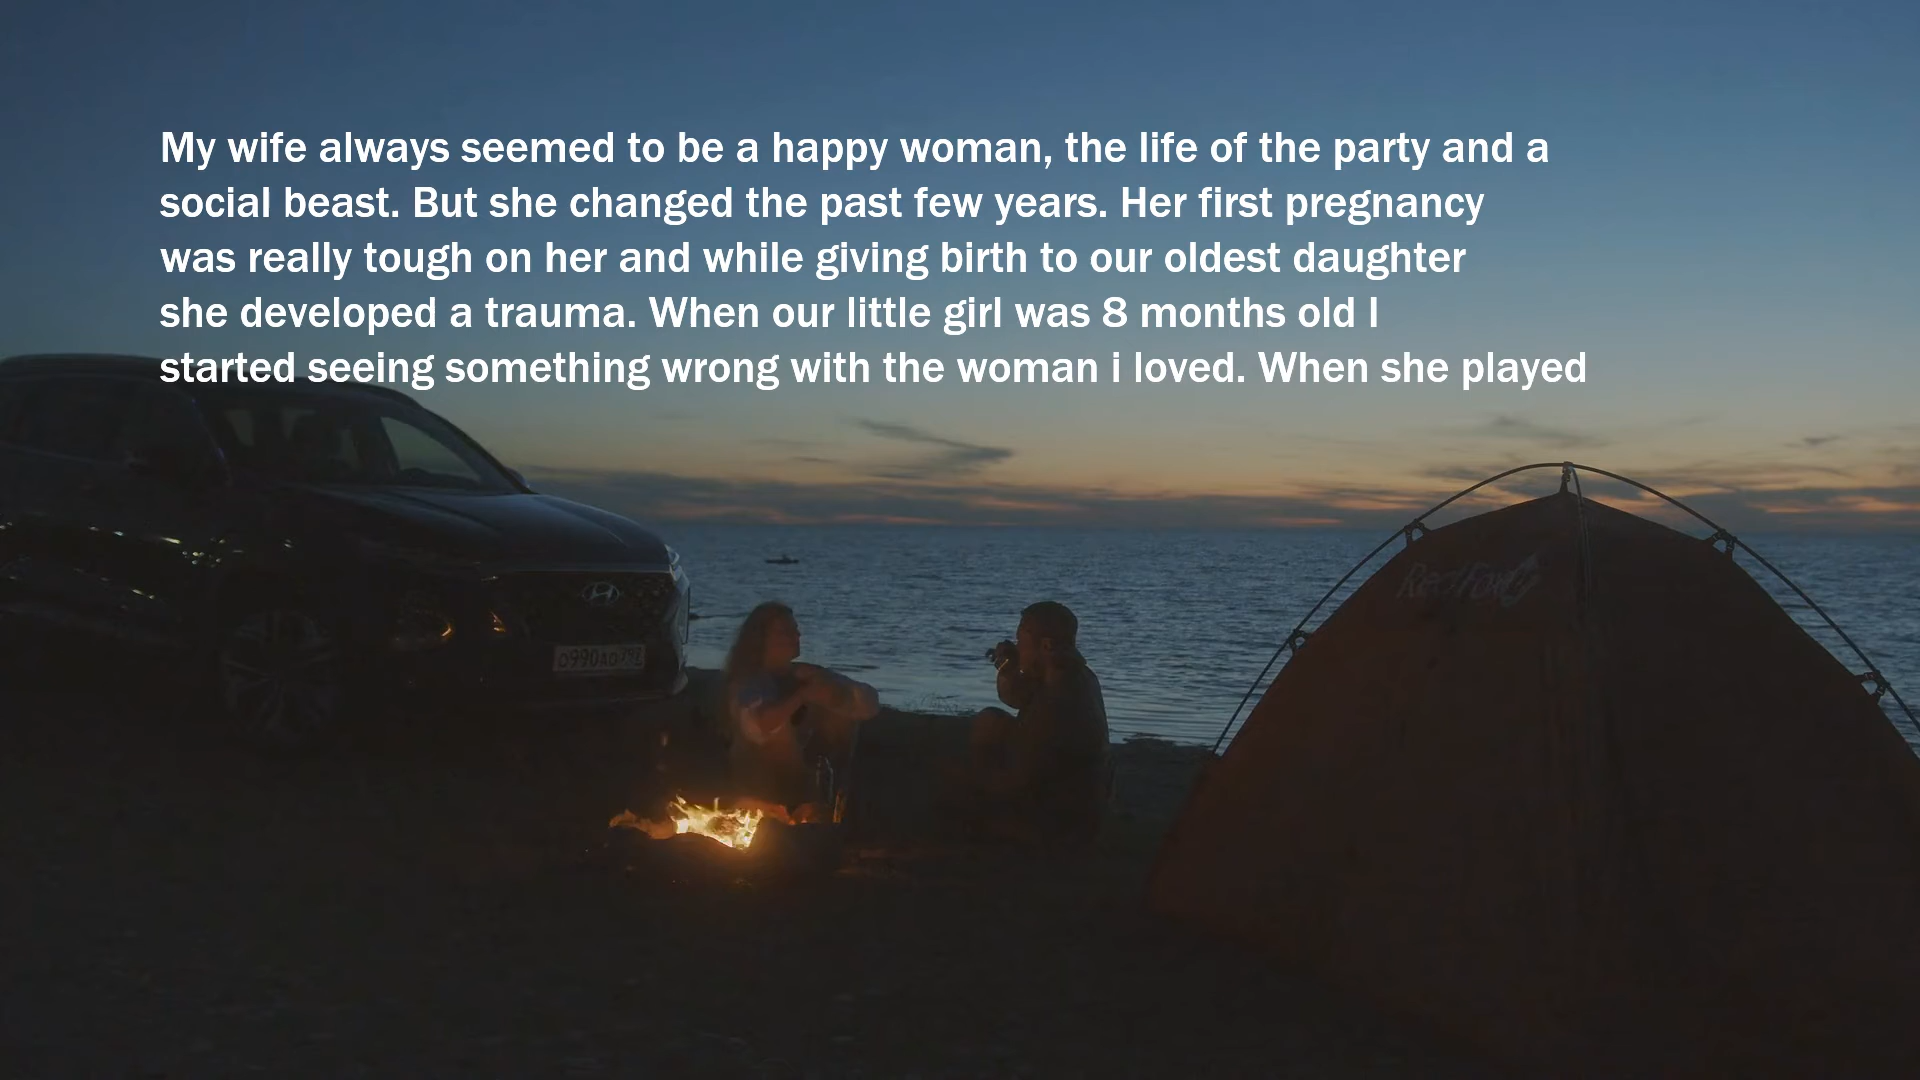 My wife always seemed to be a happy woman, the life of the party and a
social beast. But she changed the past few years. Her first pregnancy
was really tough on her and while giving birth to our oldest daughter
she developed a trauma. When our little girl was 8 months old I
started seeing something wrong with the woman i loved. When she played
RedFox